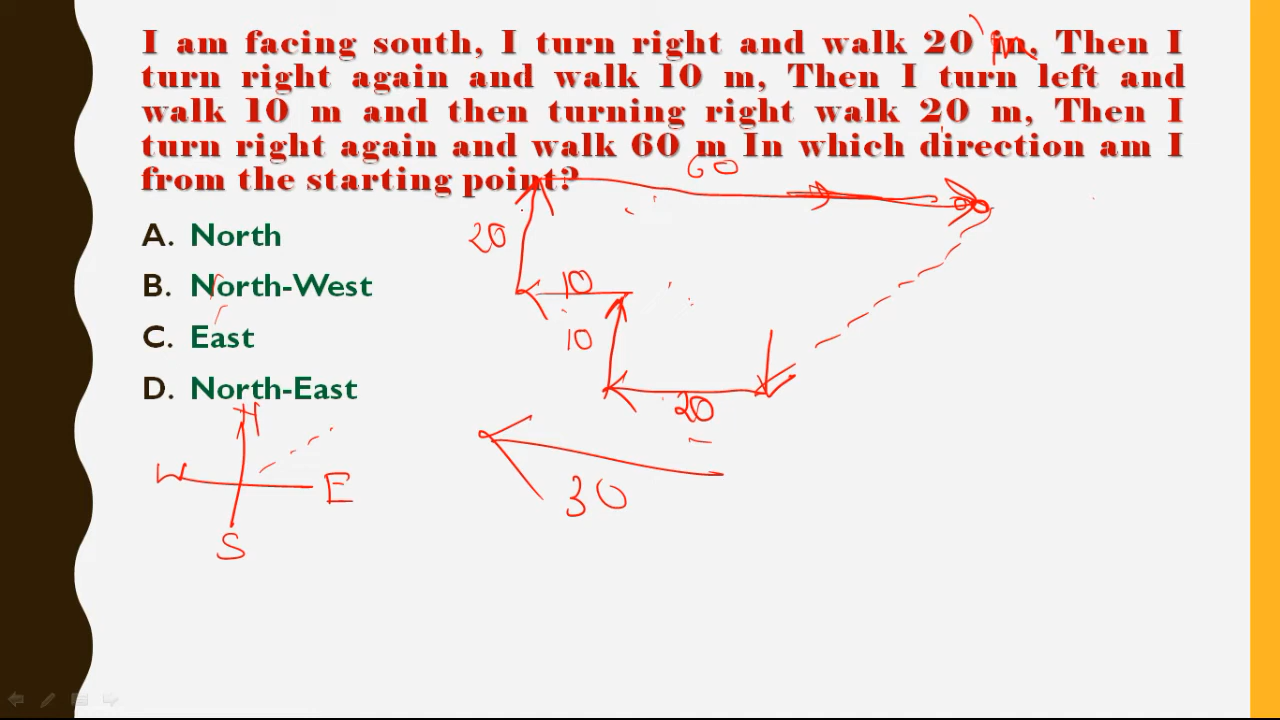 I am facing south, I turn right and walk 20 m, Then I
turn right again and walk 10 m, Then I turn left and
walk 10 m and then turning right walk 20 m, Then I
turn right again and walk 60 m In which direction am I
from the starting point?
60
A. North
20
B. North-West
10
C. East
10
D. North-East
20
N
W
E
30
S